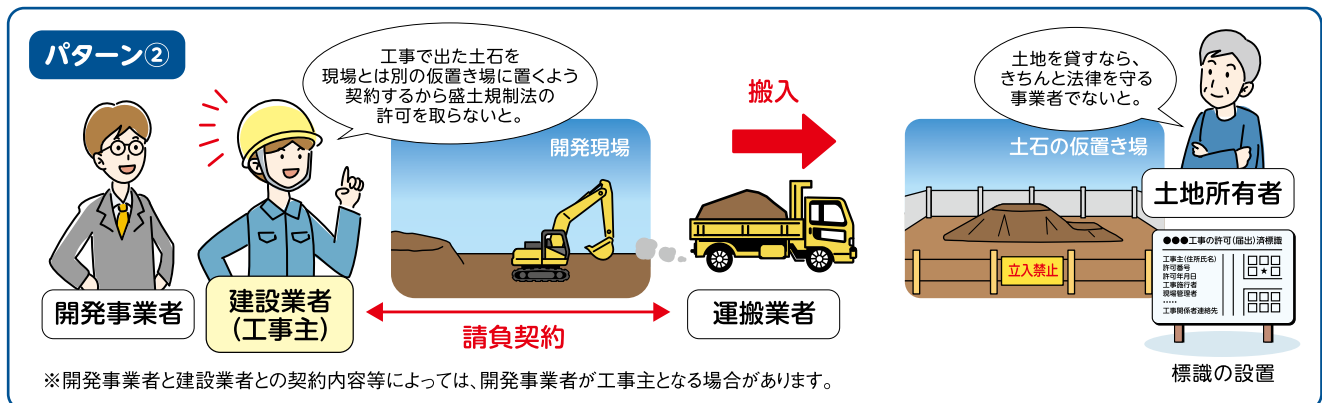 パターン②
工事で出た土石を
現場とは別の仮置き場に置くよう
契約するから盛土規制法の
許可を取らないと。
開発現場
搬入
土地を貸すなら、
きちんと法律を守る
事業者でないと。
土石の仮置き場
土地所有者
●●●工事の許可(届出)済標識
工事主(住所氏名)
許可番号
許可年月日
工事施行者
現場管理者
・・・・・
工事関係者連絡先
★
立入禁止
開発事業者
建設業者
(工事主)
請負契約
運搬業者
標識の設置
※開発事業者と建設業者との契約内容等によっては、開発事業者が工事主となる場合があります。